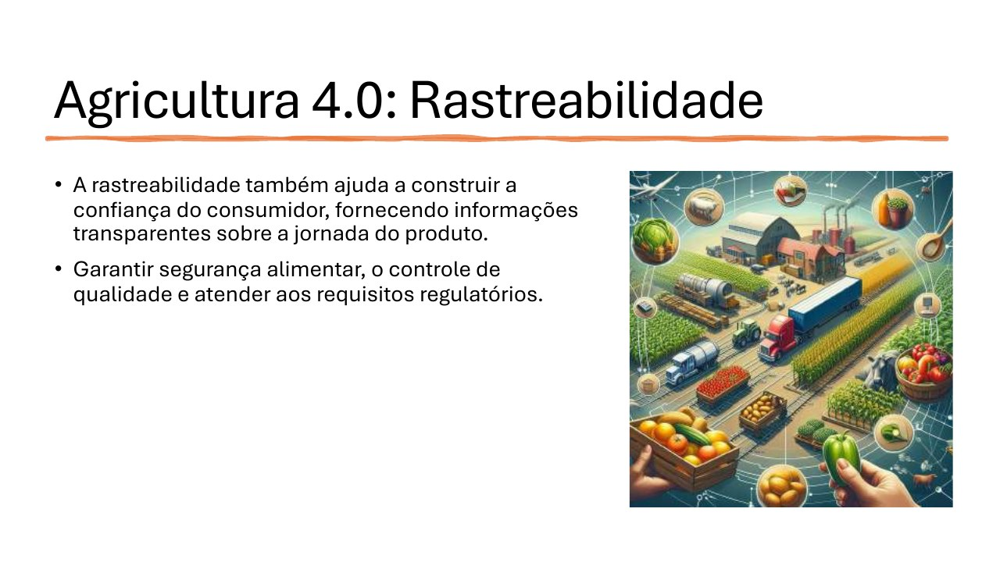 Agricultura 4.0: Rastreabilidade
• A rastreabilidade também ajuda a construir a
confiança do consumidor, fornecendo informações
transparentes sobre a jornada do produto.
• Garantir segurança alimentar, o controle de
qualidade e atender aos requisitos regulatórios.